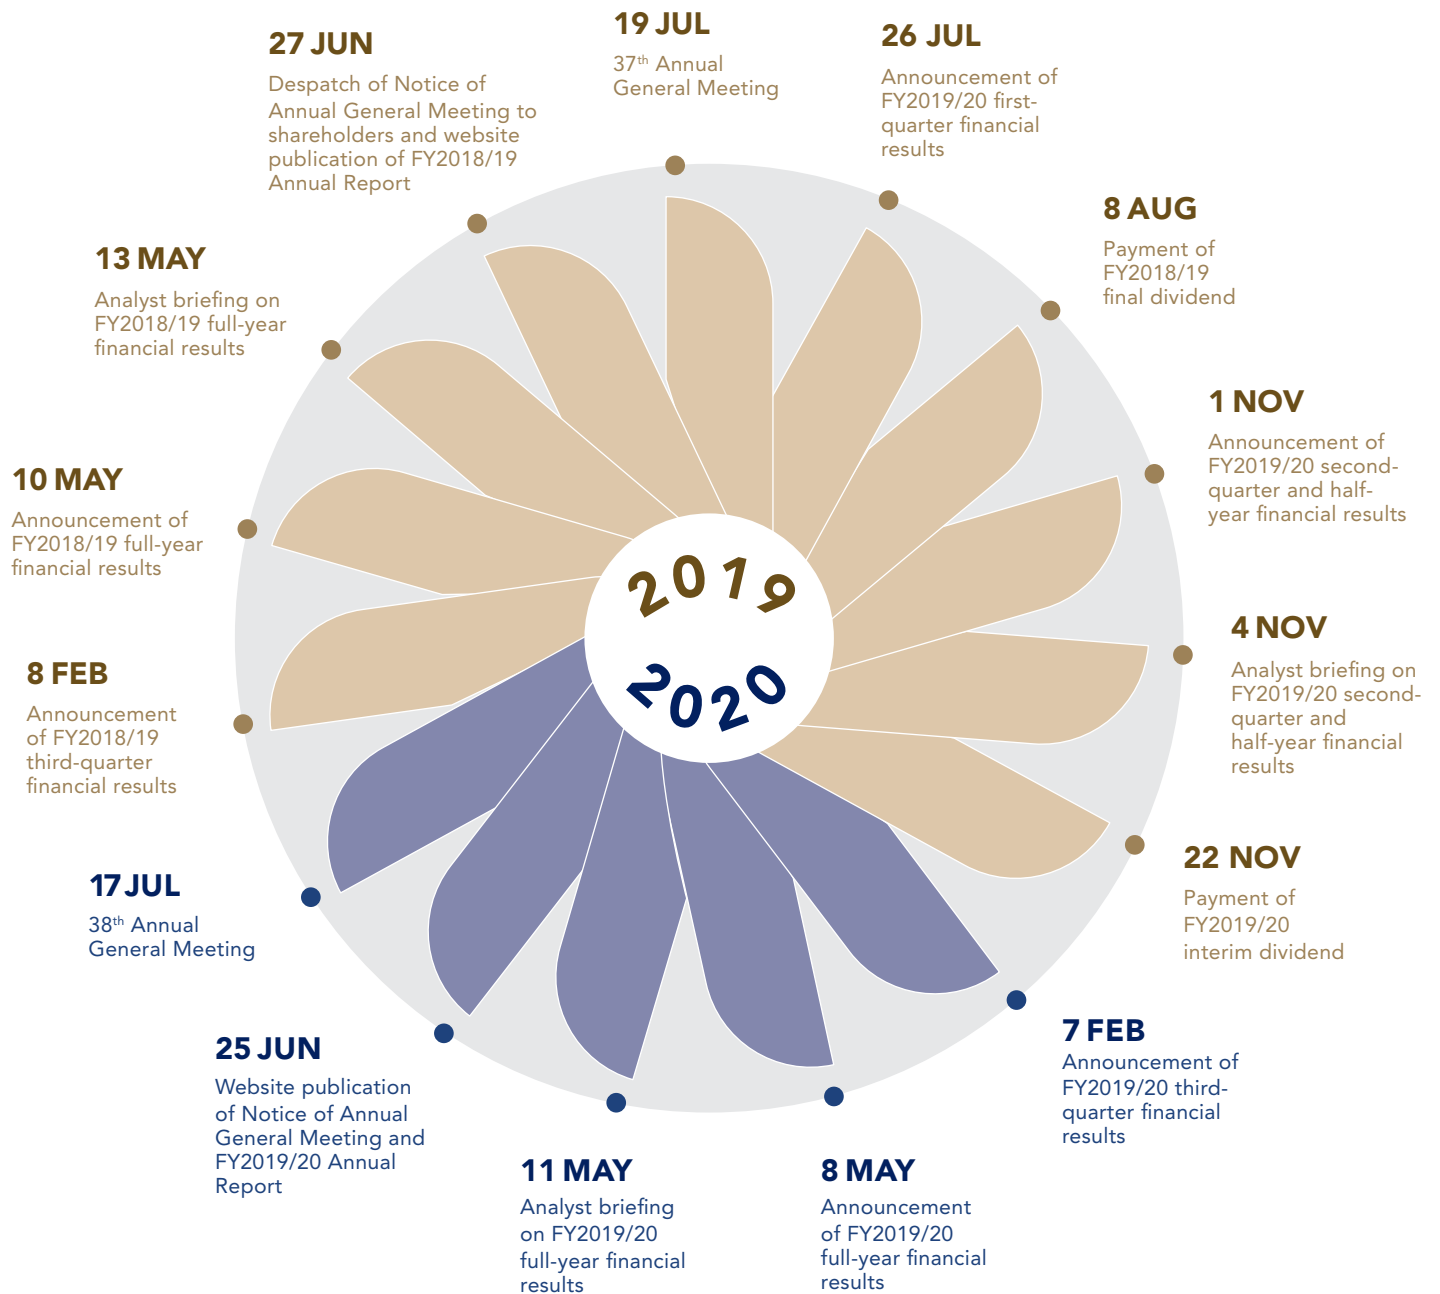 19 JUL
37th Annual
General Meeting
26 JUL
Announcement of
FY2019/20 first-
quarter financial
results
8 AUG
Payment of
FY2018/19
final dividend
1 NOV
Announcement of
FY2019/20 second-
quarter and half-
year financial results
4 NOV
Analyst briefing on
FY2019/20 second-
quarter and
half-year financial
results
22 NOV
Payment of
FY2019/20
interim dividend
7 FEB
Announcement of
FY2019/20 third-
quarter financial
results
8 MAY
Announcement
of FY2019/20
full-year financial
results
11 MAY
Analyst briefing
on FY2019/20
full-year financial
results
25 JUN
Website publication
of Notice of Annual
General Meeting and
FY2019/20 Annual
Report
17 JUL
38th Annual
General Meeting
8 FEB
Announcement
of FY2018/19
third-quarter
financial results
10 MAY
Announcement of
FY2018/19 full-year
financial results
13 MAY
Analyst briefing on
FY2018/19 full-year
financial results
27 JUN
Despatch of Notice of
Annual General Meeting to
shareholders and website
publication of FY2018/19
Annual Report
2019
2020